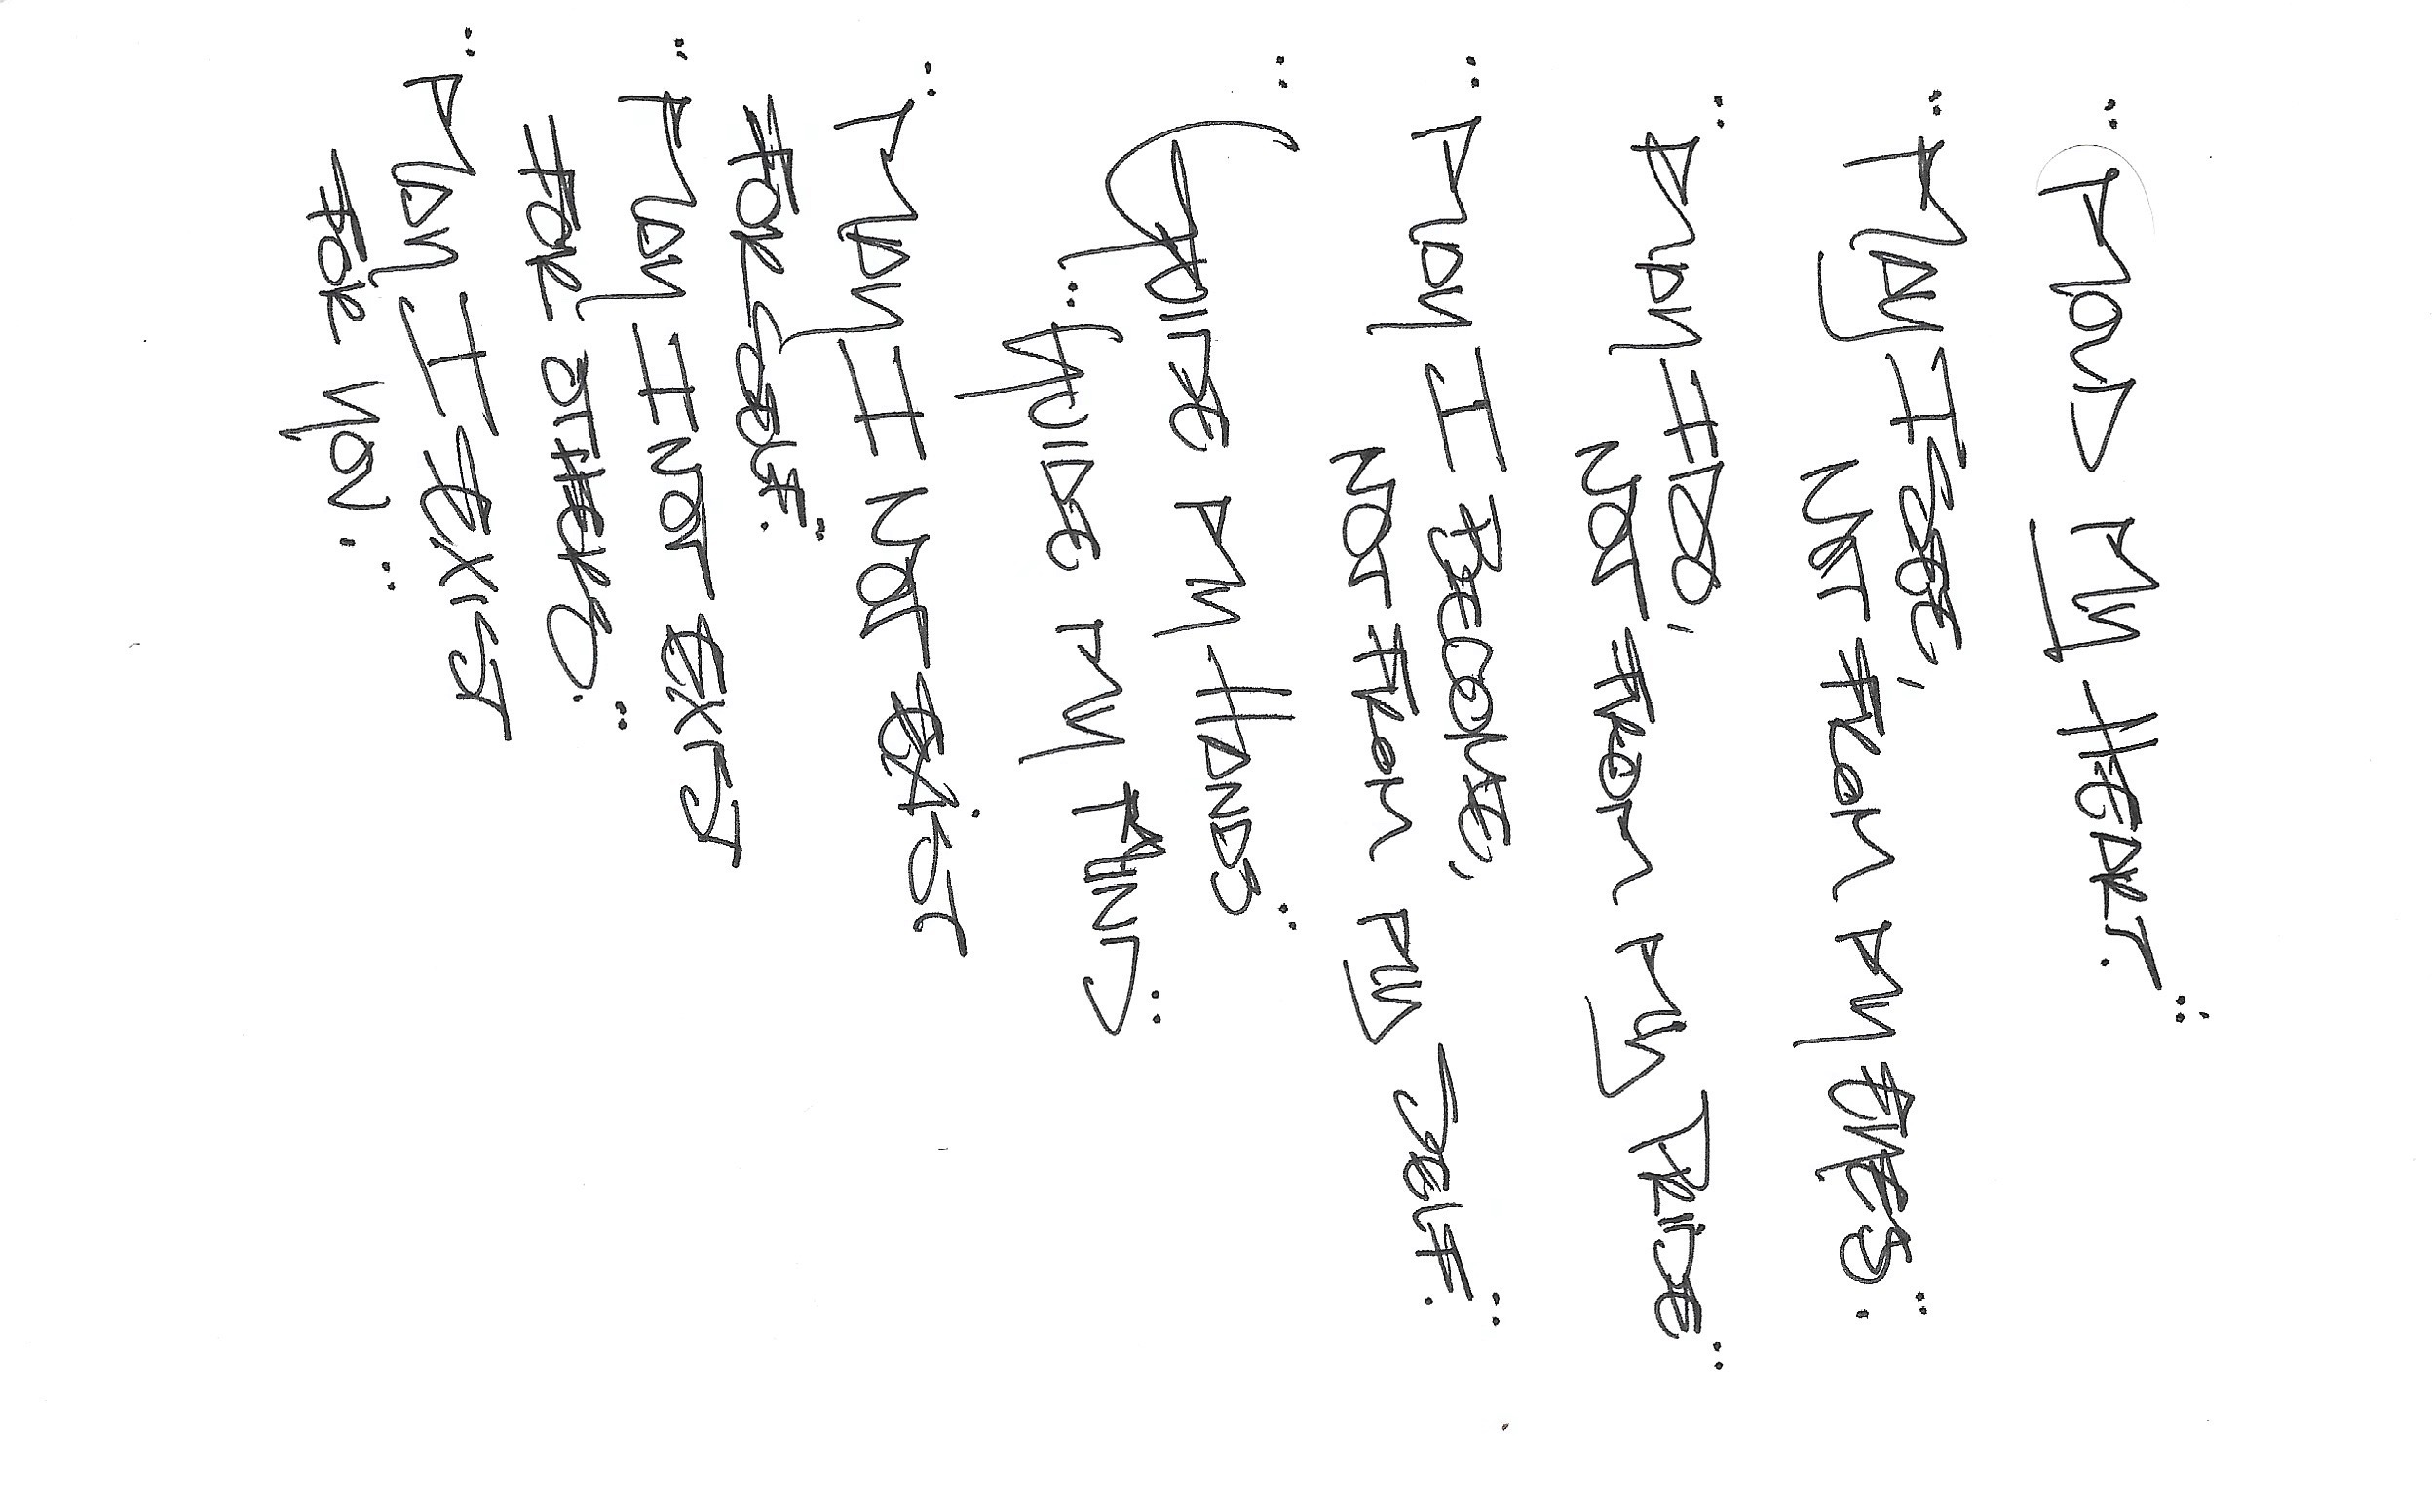 "Mold my heart."
"May I see,
not from my eyes."
"May I do,
not from my pride"
"May I become,
not from my self."
"Guide my hands"
"Guide my mind"
"May I not exist
for self."
"May I not exist
for others."
"May I exist
for you."